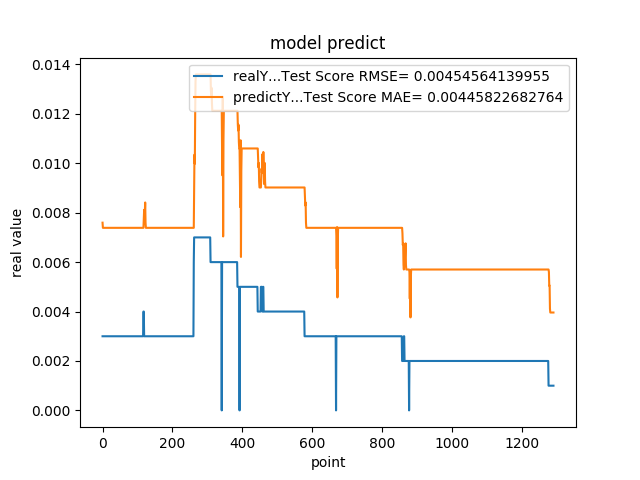 model predict
realY...Test Score RMSE= 0.00454564139955
predictY...Test Score MAE= 0.00445822682764
0.014
0.012
0.010
0.008
0.006
0.004
0.002
0.000
real value
0 200 400 600 800 1000 1200
point